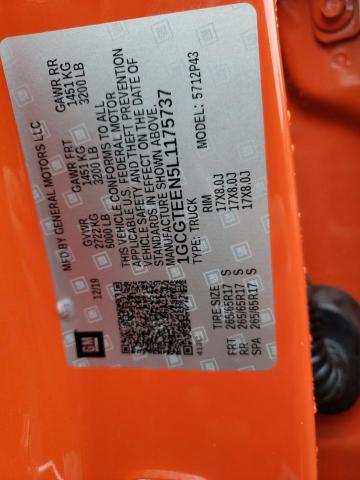 MFD BY GENERAL MOTORS LLC
GVWR GAWR FRT GAWR RR
2722 KG 1451 KG 1451 KG
6000 LB 3200 LB 3200 LB
THIS VEHICLE CONFORMS TO ALL
APPLICABLE U.S. FEDERAL MOTOR
VEHICLE SAFETY AND THEFT PREVENTION
STANDARDS IN EFFECT ON THE DATE OF
MANUFACTURE SHOWN ABOVE.
1GCGTEEN5L1175737
TYPE: TRUCK MODEL: 5712P43
12/19
GM
TIRE SIZE RIM
FRT 265/65R17 S 17X8.0J
RR 265/65R17 S 17X8.0J
SPA 265/65R17 S 17X8.0J